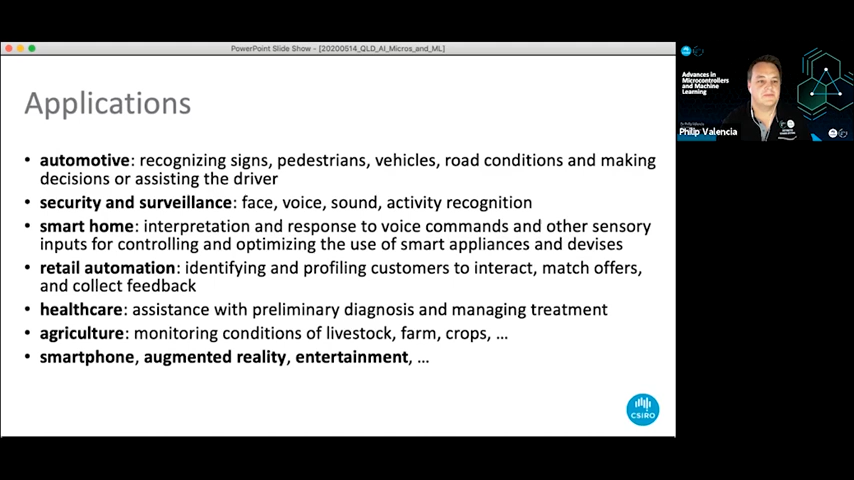 PowerPoint Slide Show - [20200514_QLD_AI_Micros_and_ML]
Applications
• automotive: recognizing signs, pedestrians, vehicles, road conditions and making
decisions or assisting the driver
• security and surveillance: face, voice, sound, activity recognition
• smart home: interpretation and response to voice commands and other sensory
inputs for controlling and optimizing the use of smart appliances and devises
• retail automation: identifying and profiling customers to interact, match offers,
and collect feedback
• healthcare: assistance with preliminary diagnosis and managing treatment
• agriculture: monitoring conditions of livestock, farm, crops, ...
• smartphone, augmented reality, entertainment, ...
CSIRO
Advances in
Microcontrollers
and Machine
Learning
Philip Valencia